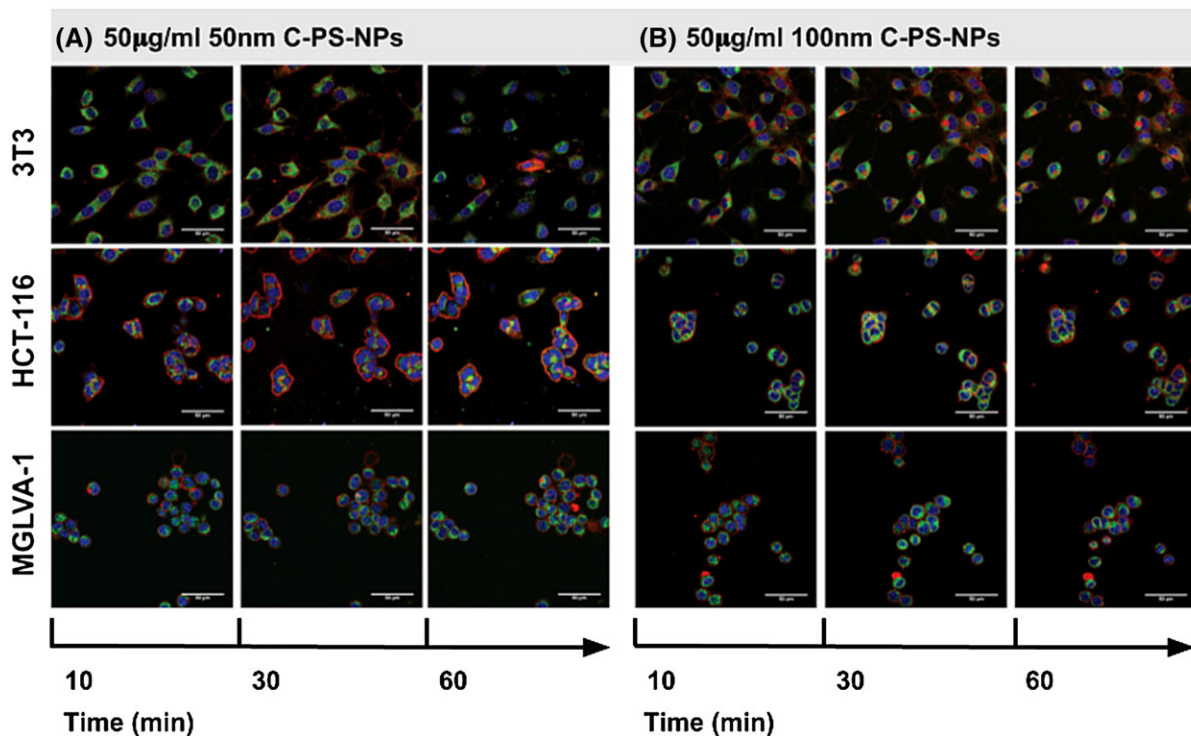 (A) 50µg/ml 50nm C-PS-NPs
(B) 50µg/ml 100nm C-PS-NPs
3T3
HCT-116
MGLVA-1
10 30 60
Time (min)
10 30 60
Time (min)